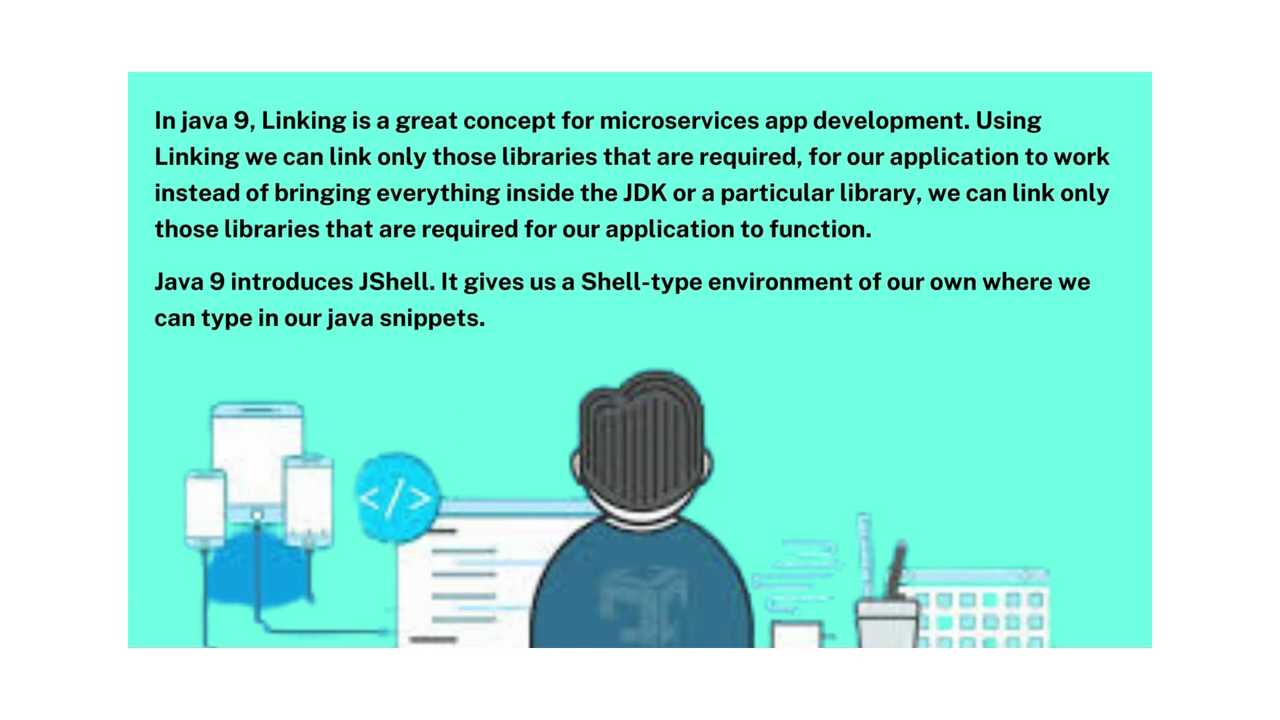 In java 9, Linking is a great concept for microservices app development. Using
Linking we can link only those libraries that are required, for our application to work
instead of bringing everything inside the JDK or a particular library, we can link only
those libraries that are required for our application to function.
Java 9 introduces JShell. It gives us a Shell-type environment of our own where we
can type in our java snippets.
</>